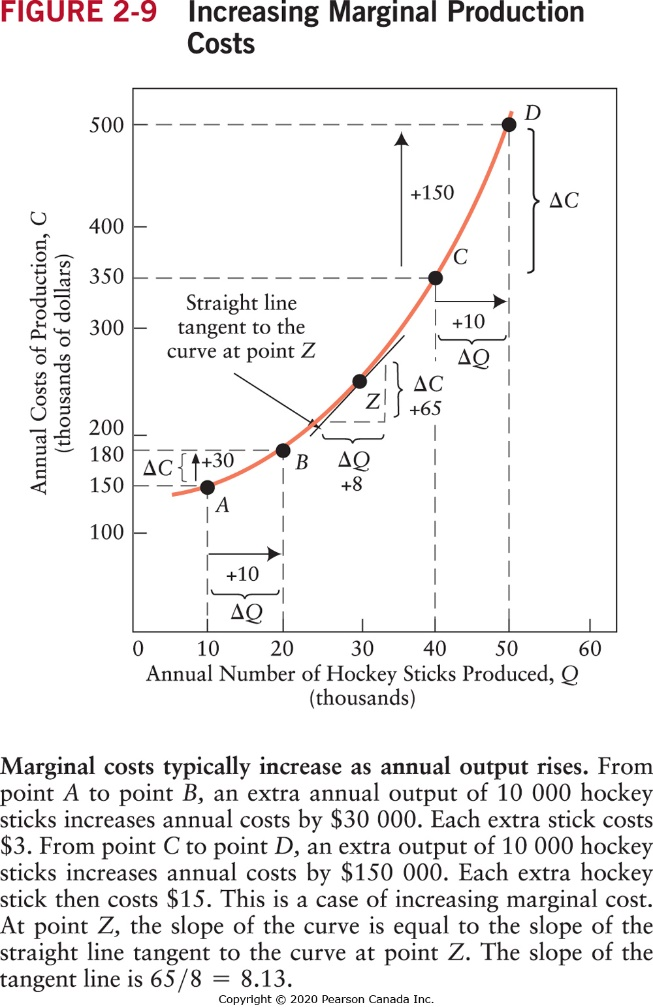 FIGURE 2-9 Increasing Marginal Production
Costs
500
400
350
300
200
180
150
100
Annual Costs of Production, C
(thousands of dollars)
D
+150
ΔC
C
+10
ΔQ
Straight line
tangent to the
curve at point Z
Z
ΔC
+65
ΔQ
+8
ΔC
+30
B
A
+10
ΔQ
0 10 20 30 40 50 60
Annual Number of Hockey Sticks Produced, Q
(thousands)
Marginal costs typically increase as annual output rises. From
point A to point B, an extra annual output of 10 000 hockey
sticks increases annual costs by $30 000. Each extra stick costs
$3. From point C to point D, an extra output of 10 000 hockey
sticks increases annual costs by $150 000. Each extra hockey
stick then costs $15. This is a case of increasing marginal cost.
At point Z, the slope of the curve is equal to the slope of the
straight line tangent to the curve at point Z. The slope of the
tangent line is 65/8 = 8.13.
Copyright © 2020 Pearson Canada Inc.